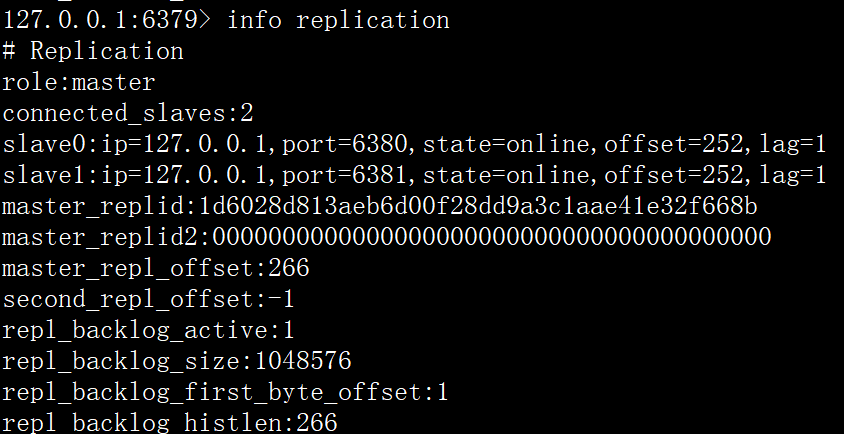 127.0.0.1:6379> info replication
# Replication
role:master
connected_slaves:2
slave0:ip=127.0.0.1,port=6380,state=online,offset=252,lag=1
slave1:ip=127.0.0.1,port=6381,state=online,offset=252,lag=1
master_replid:1d6028d813aeb6d00f28dd9a3c1aae41e32f668b
master_replid2:0000000000000000000000000000000000000000
master_repl_offset:266
second_repl_offset:-1
repl_backlog_active:1
repl_backlog_size:1048576
repl_backlog_first_byte_offset:1
repl_backlog_histlen:266